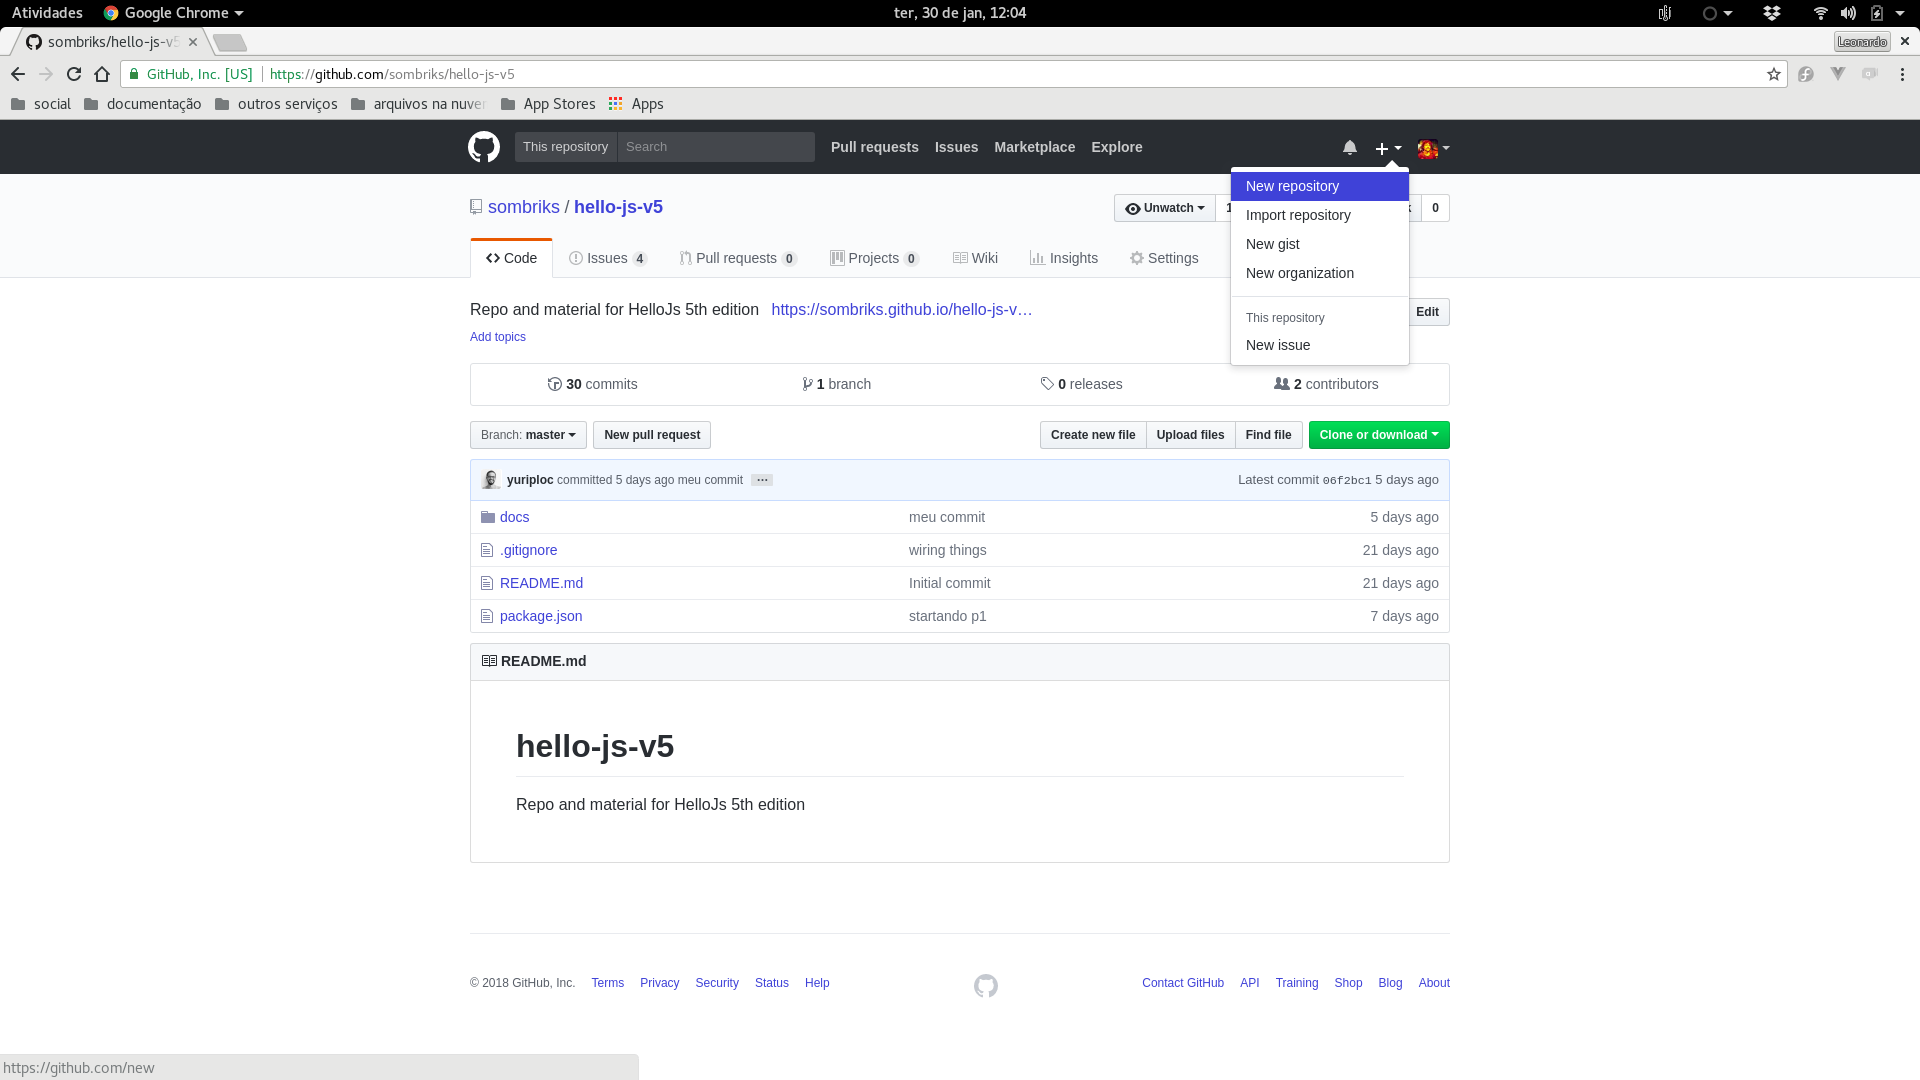 Atividades Google Chrome ter, 30 de jan, 12:04
sombriks/hello-js-v5 Leonardo
GitHub, Inc. [US] https://github.com/sombriks/hello-js-v5
social documentação outros serviços arquivos na nuve App Stores Apps
This repository Search Pull requests Issues Marketplace Explore
sombriks / hello-js-v5 Unwatch 1 k 0
New repository
Import repository
New gist
New organization
This repository
New issue
Code Issues 4 Pull requests 0 Projects 0 Wiki Insights Settings
Repo and material for HelloJs 5th edition https://sombriks.github.io/hello-js-v… Edit
Add topics
30 commits 1 branch 0 releases 2 contributors
Branch: master New pull request Create new file Upload files Find file Clone or download
yuriploc committed 5 days ago meu commit … Latest commit 06f2bc1 5 days ago
docs meu commit 5 days ago
.gitignore wiring things 21 days ago
README.md Initial commit 21 days ago
package.json startando p1 7 days ago
README.md
hello-js-v5
Repo and material for HelloJs 5th edition
© 2018 GitHub, Inc. Terms Privacy Security Status Help Contact GitHub API Training Shop Blog About
https://github.com/new